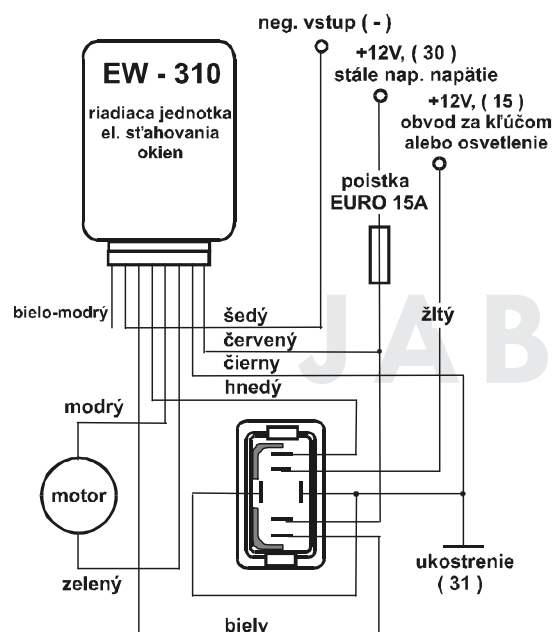 neg. vstup ( - )
+12V, ( 30 )
stále nap. napätie
+12V, ( 15 )
obvod za kľúčom
alebo osvetlenie
EW - 310
riadiaca jednotka
el. sťahovania
okien
poistka
EURO 15A
bielo-modrý
šedý
žltý
červený
čierny
hnedý
JAB
modrý
motor
zelený
ukostrenie
( 31 )
biely